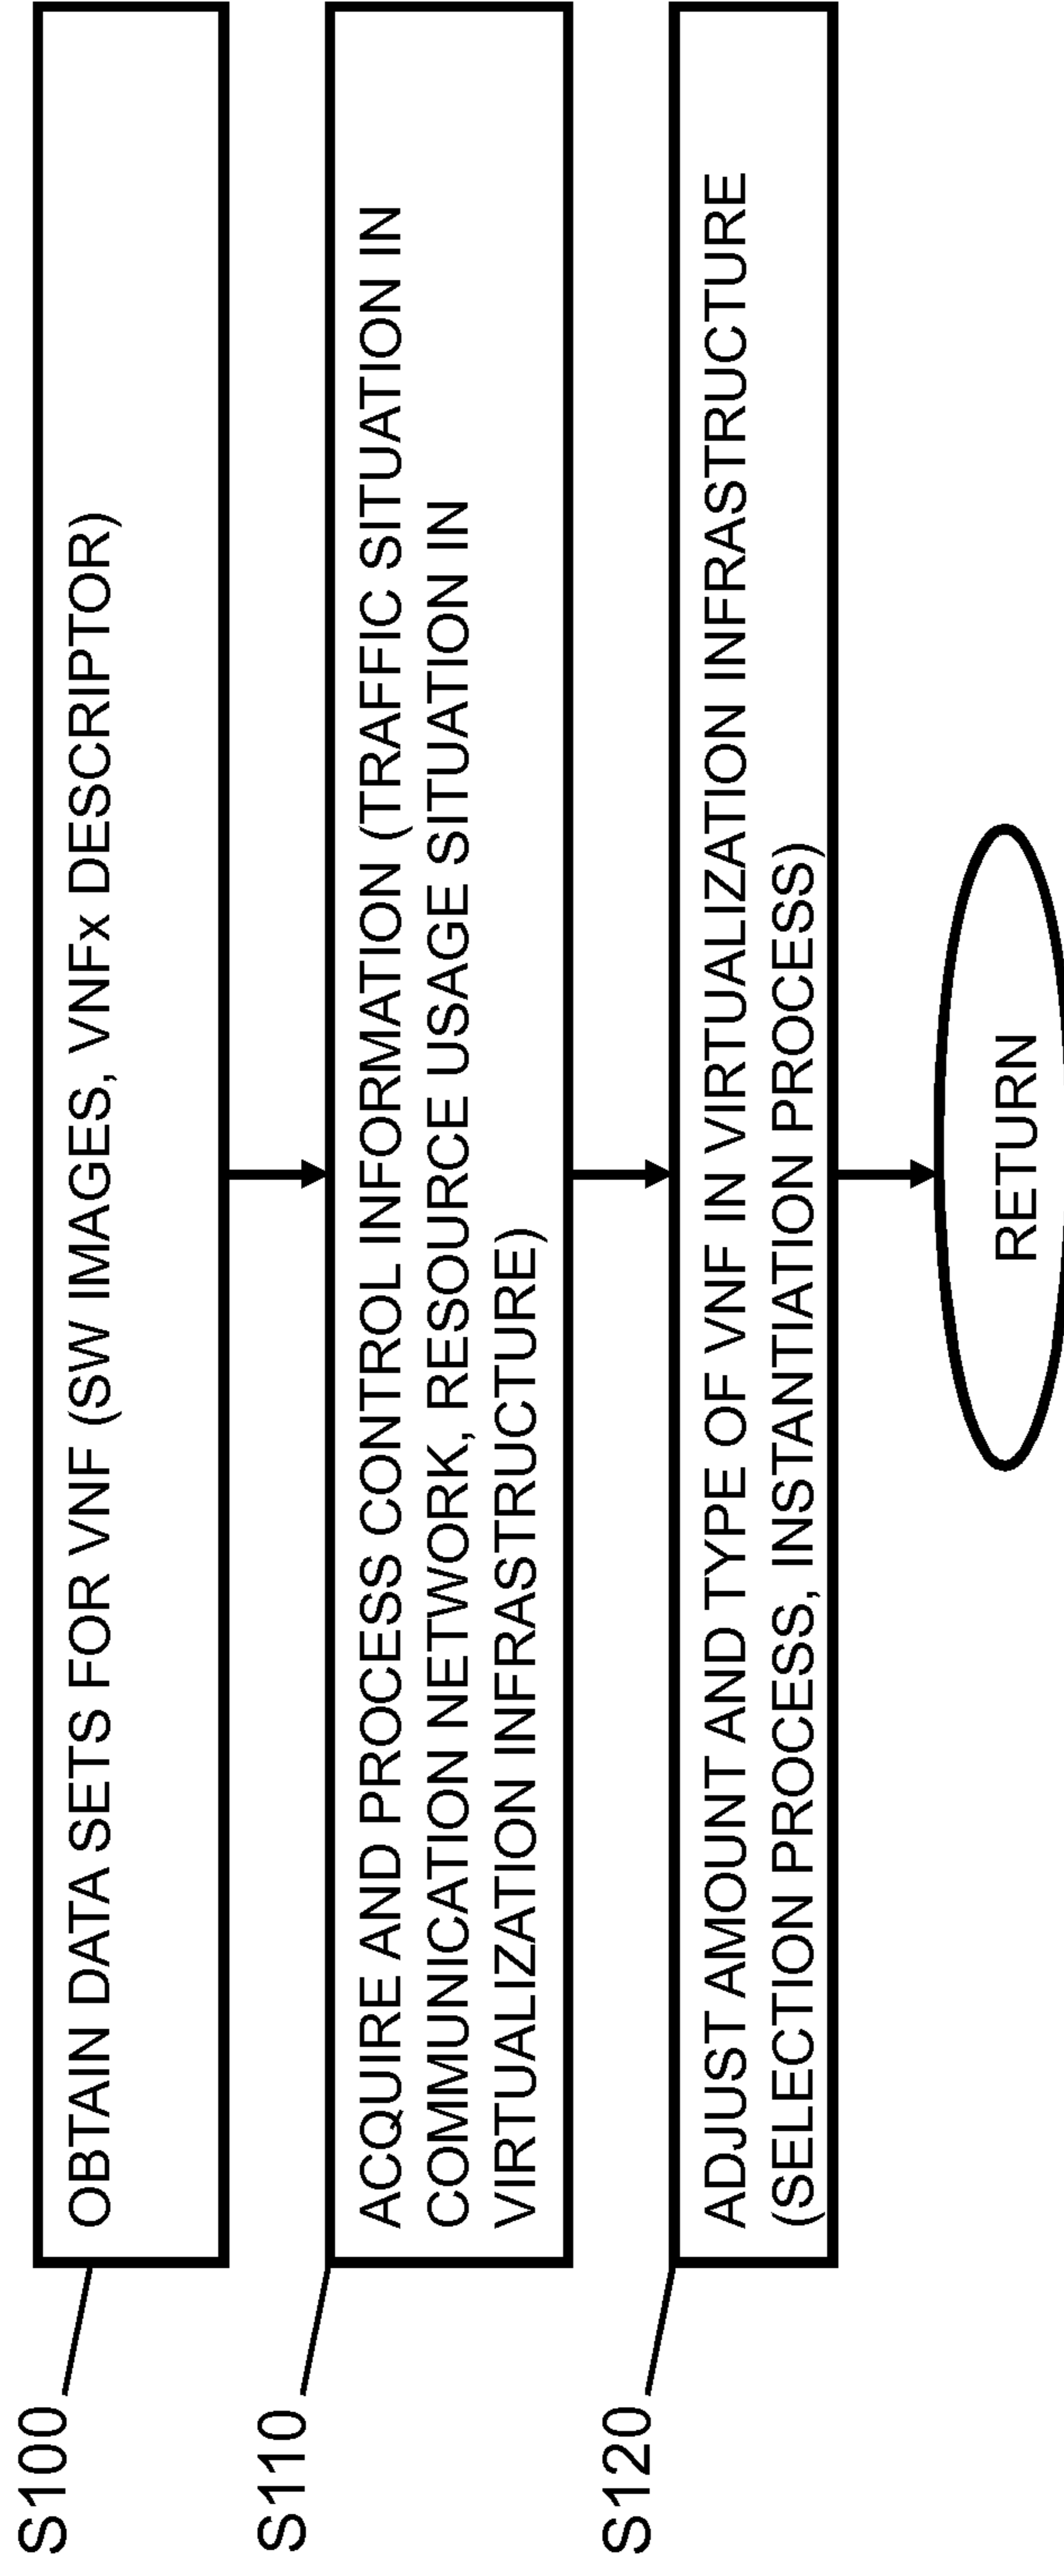 S100
OBTAIN DATA SETS FOR VNF (SW IMAGES, VNFx DESCRIPTOR)
S110
ACQUIRE AND PROCESS CONTROL INFORMATION (TRAFFIC SITUATION IN
COMMUNICATION NETWORK, RESOURCE USAGE SITUATION IN
VIRTUALIZATION INFRASTRUCTURE)
S120
ADJUST AMOUNT AND TYPE OF VNF IN VIRTUALIZATION INFRASTRUCTURE
(SELECTION PROCESS, INSTANTIATION PROCESS)
RETURN